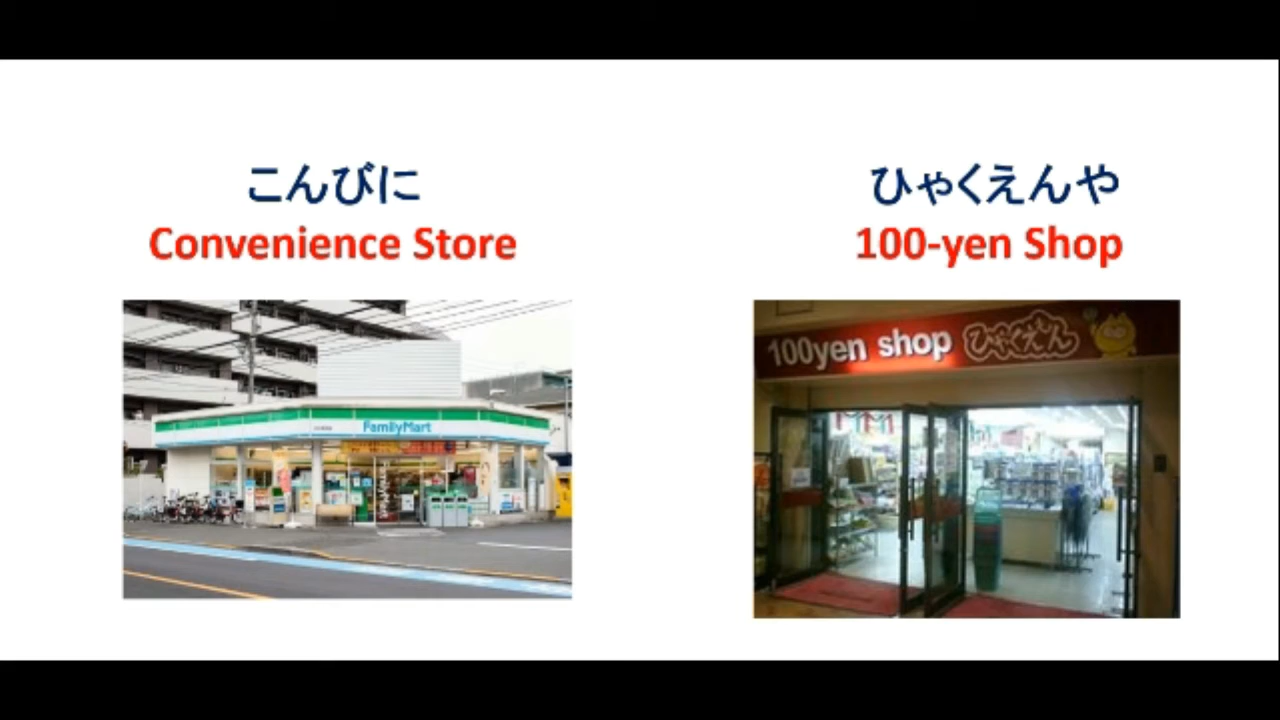 こんびに
Convenience Store
ひゃくえんや
100-yen Shop
FamilyMart
100yen shop ひゃくえん